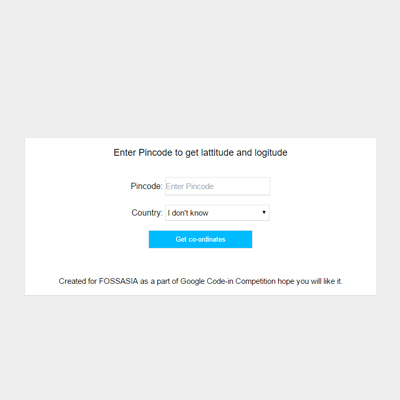 Enter Pincode to get lattitude and logitude
Pincode: Enter Pincode
Country: I don't know
Get co-ordinates
Created for FOSSASIA as a part of Google Code-in Competition hope you will like it.